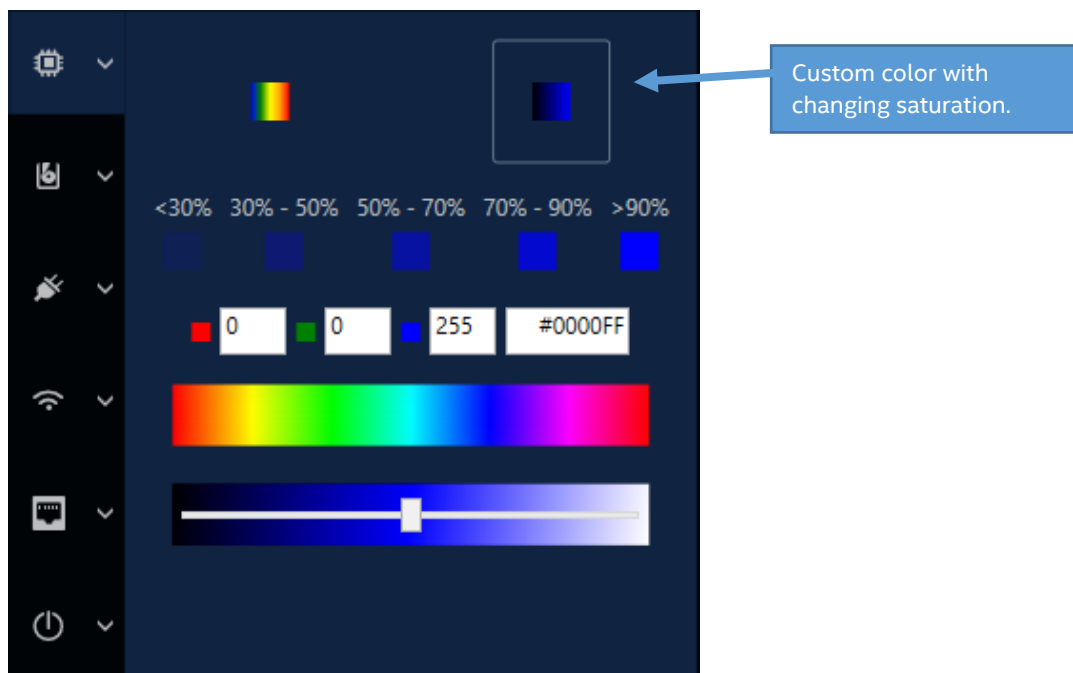 Custom color with
changing saturation.
<30% 30% - 50% 50% - 70% 70% - 90% >90%
0 0 255 #0000FF